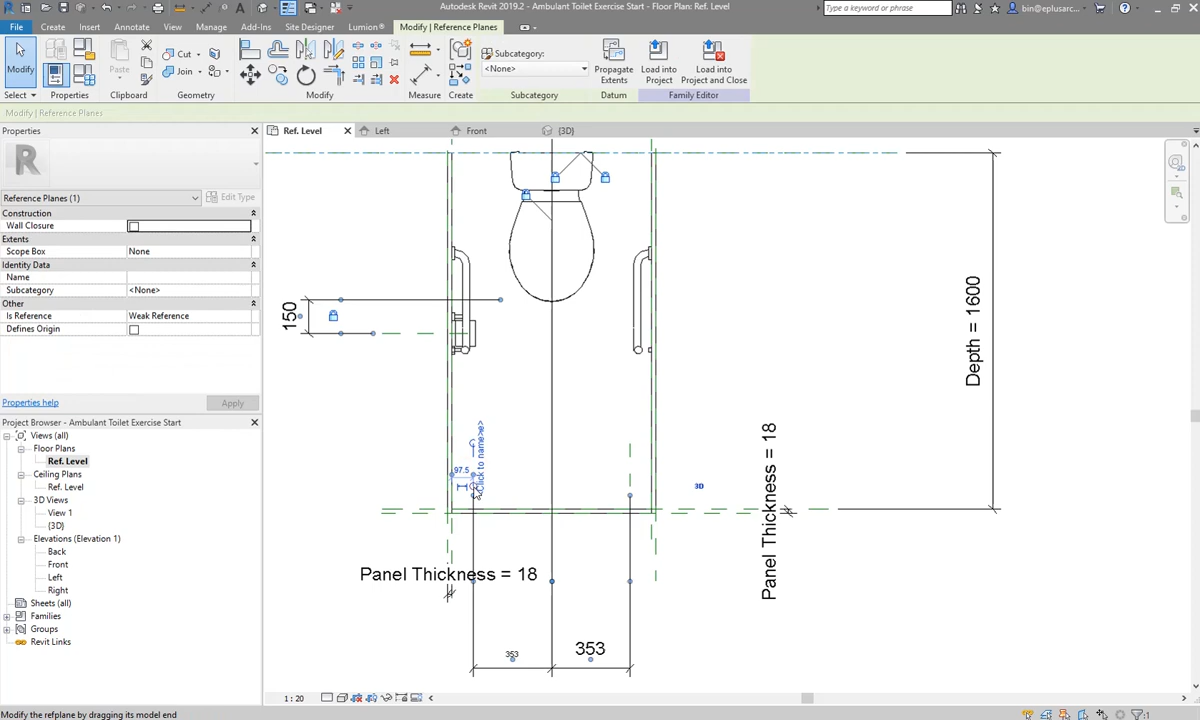 Autodesk Revit 2019.2 - Ambulant Toilet Exercise Start - Floor Plan: Ref. Level
Type a keyword or phrase
bin@eplusarc...
File Create Insert Annotate View Manage Add-Ins Site Designer Lumion® Modify | Reference Planes
Modify
Paste
Cut
Join
Subcategory:
<None>
Propagate Extents
Load into Project
Load into Project and Close
Select Properties Clipboard Geometry Modify Measure Create Subcategory Datum Family Editor
Modify | Reference Planes
Properties
Ref. Level Left Front {3D}
Reference Planes (1) Edit Type
Construction
Wall Closure
Extents
Scope Box None
Identity Data
Name
Subcategory <None>
Other
Is Reference Weak Reference
Defines Origin
Properties help Apply
Project Browser - Ambulant Toilet Exercise Start
Views (all)
Floor Plans
Ref. Level
Ceiling Plans
Ref. Level
3D Views
View 1
{3D}
Elevations (Elevation 1)
Back
Front
Left
Right
Sheets (all)
Families
Groups
Revit Links
150
Depth = 1600
97.5
3D
Panel Thickness = 18
Panel Thickness = 18
353
353
1 : 20
Modify the refplane by dragging its model end
:1